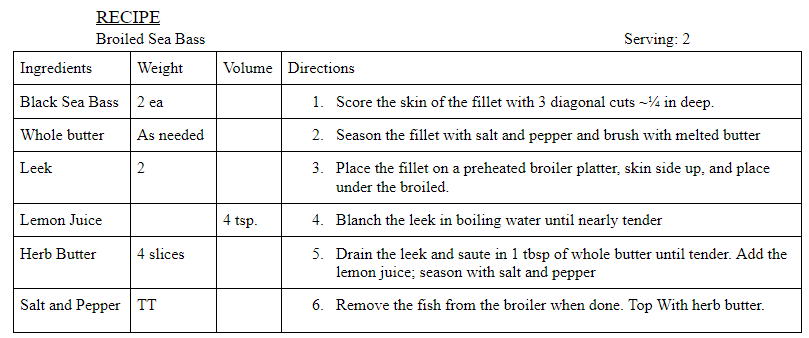 RECIPE
Broiled Sea Bass Serving: 2
Ingredients Weight Volume Directions
Black Sea Bass 2 ea 1. Score the skin of the fillet with 3 diagonal cuts ~¼ in deep.
Whole butter As needed 2. Season the fillet with salt and pepper and brush with melted butter
Leek 2 3. Place the fillet on a preheated broiler platter, skin side up, and place
under the broiled.
Lemon Juice 4 tsp. 4. Blanch the leek in boiling water until nearly tender
Herb Butter 4 slices 5. Drain the leek and saute in 1 tbsp of whole butter until tender. Add the
lemon juice; season with salt and pepper
Salt and Pepper TT 6. Remove the fish from the broiler when done. Top With herb butter.